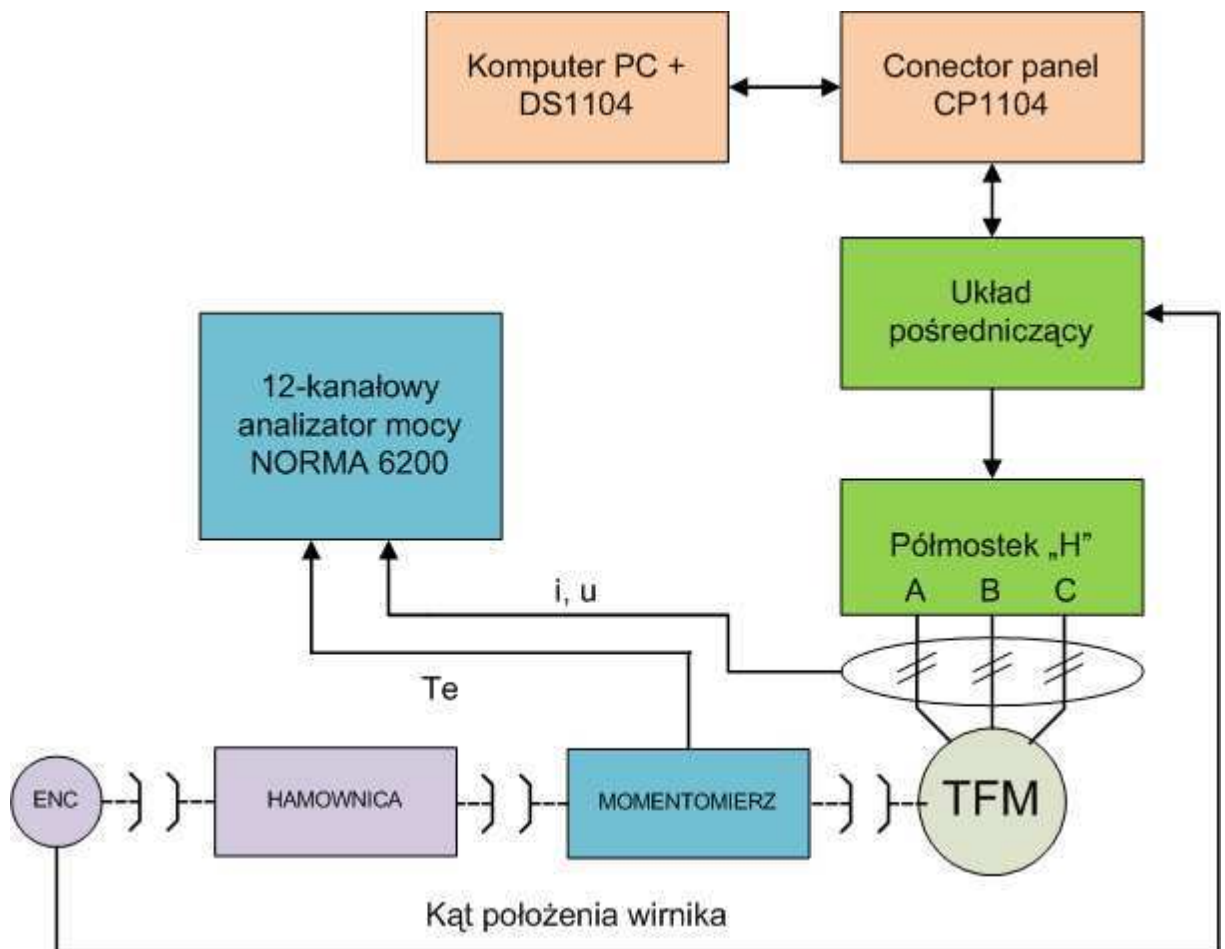 Komputer PC +
DS1104
Conector panel
CP1104
Układ
pośredniczący
12-kanałowy
analizator mocy
NORMA 6200
Półmostek „H”
A B C
i, u
Te
ENC
HAMOWNICA
MOMENTOMIERZ
TFM
Kąt położenia wirnika